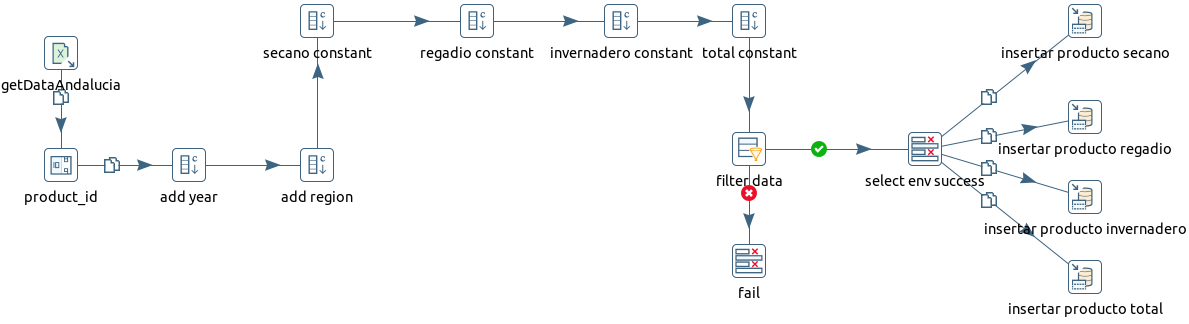 getDataAndalucia
product_id
add year
add region
secano constant
regadio constant
invernadero constant
total constant
filter data
fail
select env success
insertar producto secano
insertar producto regadio
insertar producto invernadero
insertar producto total